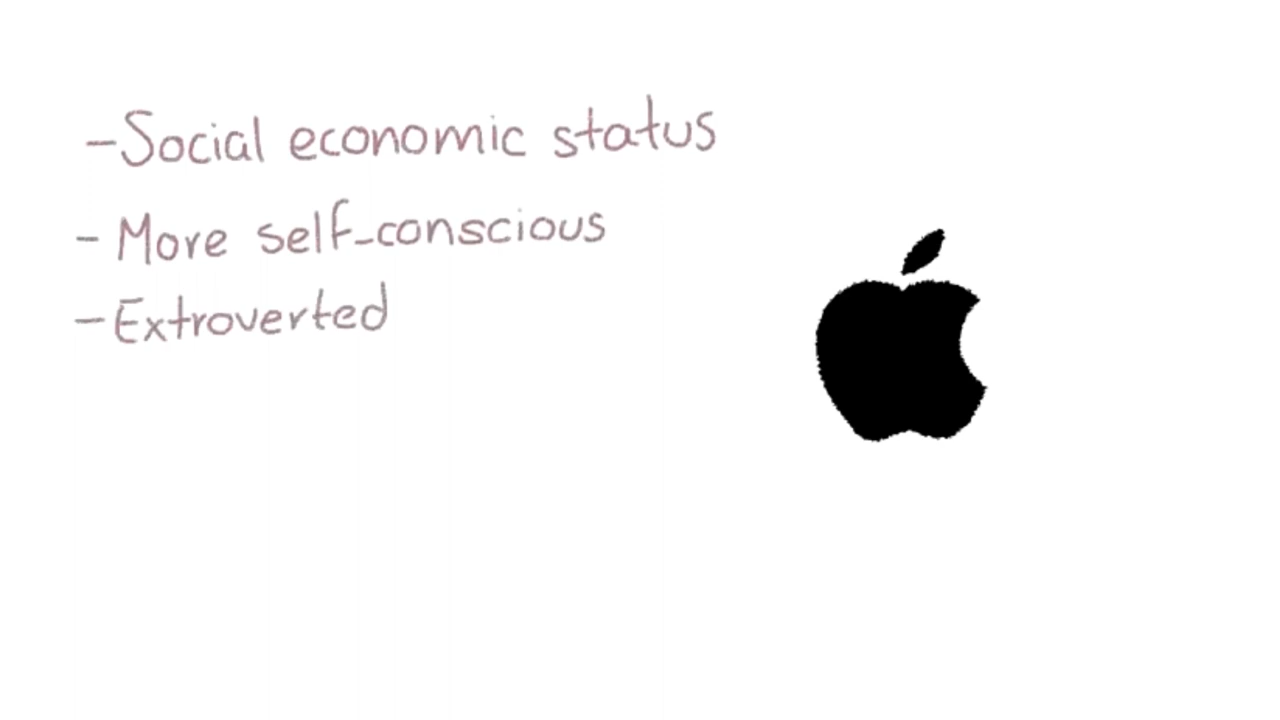 - Social economic status
- More self-conscious
- Extroverted